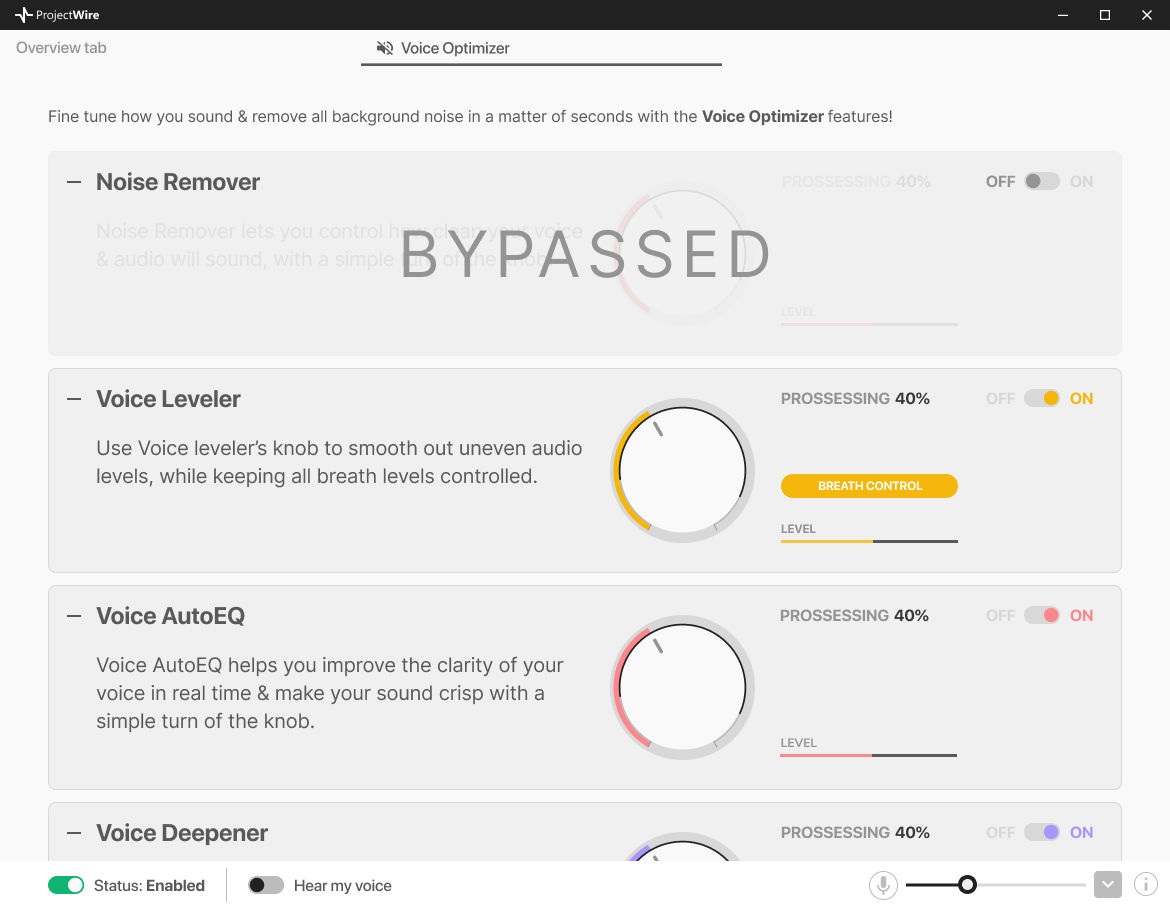 ProjectWire
Overview tab
Voice Optimizer
Fine tune how you sound & remove all background noise in a matter of seconds with the Voice Optimizer features!
Noise Remover
PROSSESSING 40%
OFF
ON
Noise Remover lets you control how clean your voice
& audio will sound, with a simple turn of the knob.
BYPASSED
LEVEL
Voice Leveler
PROSSESSING 40%
OFF
ON
Use Voice leveler’s knob to smooth out uneven audio
levels, while keeping all breath levels controlled.
BREATH CONTROL
LEVEL
Voice AutoEQ
PROSSESSING 40%
OFF
ON
Voice AutoEQ helps you improve the clarity of your
voice in real time & make your sound crisp with a
simple turn of the knob.
LEVEL
Voice Deepener
PROSSESSING 40%
OFF
ON
Status: Enabled
Hear my voice